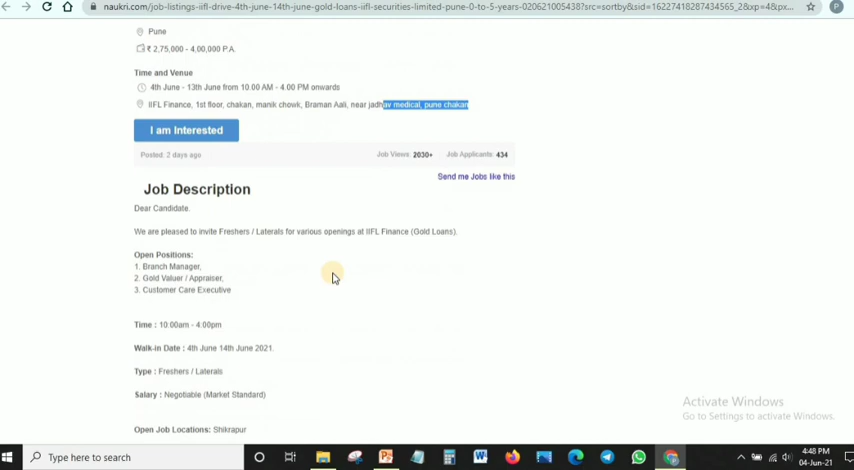 naukri.com/job-listings-iifl-drive-4th-june-14th-june-gold-loans-iifl-securities-limited-pune-0-to-5-years-020621005438?src=sortby&sid=16227418287434565_2&xp=4&px...
P
Pune
₹ 2,75,000 - 4,00,000 P.A.
Time and Venue
4th June - 13th June from 10.00 AM - 4.00 PM onwards
IIFL Finance, 1st floor, chakan, manik chowk, Braman Aali, near jadhav medical, pune chakan
I am Interested
Posted: 2 days ago Job Views: 2030+ Job Applicants: 434
Send me Jobs like this
Job Description
Dear Candidate,
We are pleased to invite Freshers / Laterals for various openings at IIFL Finance (Gold Loans).
Open Positions:
1. Branch Manager,
2. Gold Valuer / Appraiser,
3. Customer Care Executive
Time : 10:00am - 4:00pm
Walk-in Date : 4th June 14th June 2021.
Type : Freshers / Laterals
Salary : Negotiable (Market Standard)
Open Job Locations: Shikrapur
Activate Windows
Go to Settings to activate Windows.
Type here to search
4:48 PM
04-Jun-21